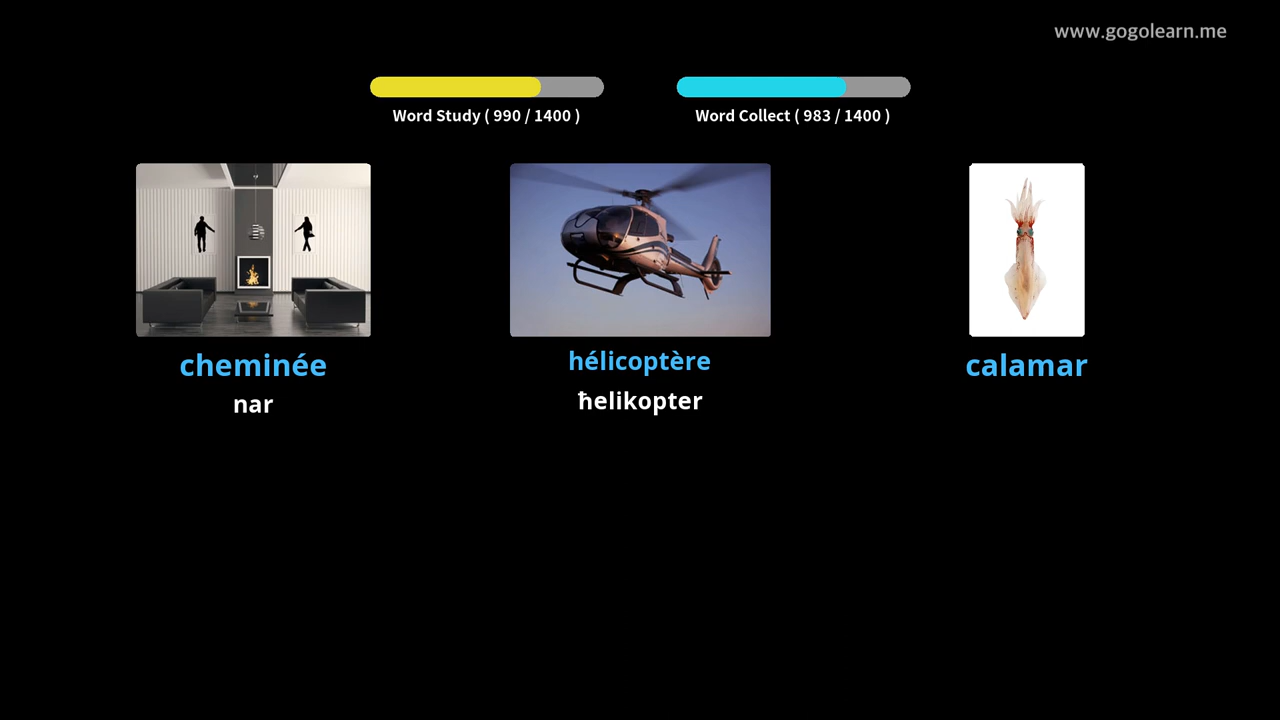 www.gogolearn.me
Word Study ( 990 / 1400 )
Word Collect ( 983 / 1400 )
cheminée
nar
hélicoptère
ħelikopter
calamar